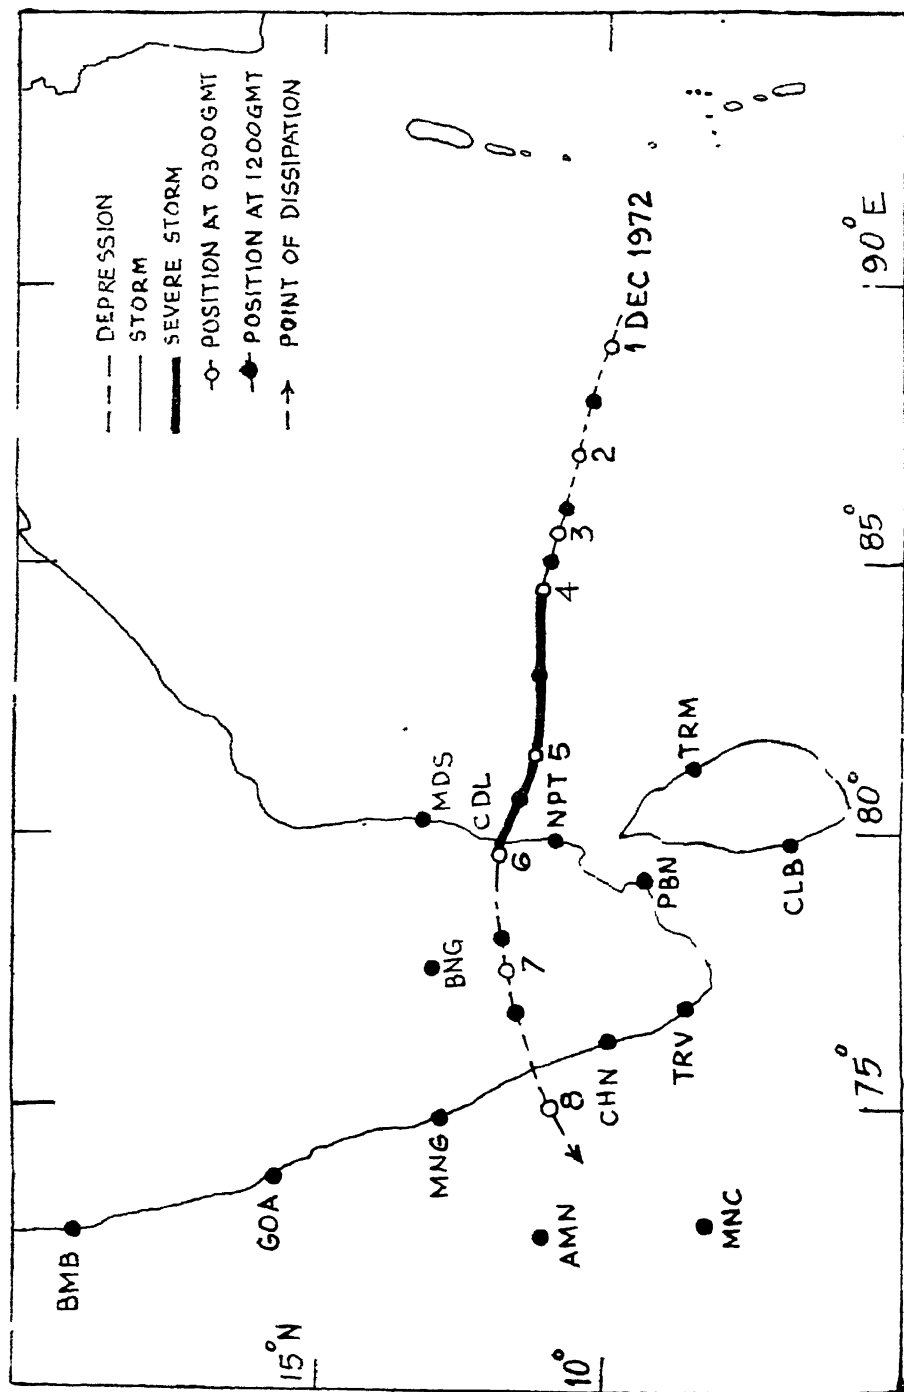 --- DEPRESSION
STORM
SEVERE STORM
POSITION AT 0300GMT
POSITION AT 1200GMT
POINT OF DISSIPATION
BMB
GOA
15°N
MNG
BNG
MDS
CDL
AMN
8
7
6
NPT
5
4
3
2
1 DEC 1972
10°
CHN
TRV
PBN
TRM
MNC
CLB
75°
80°
85°
90°E